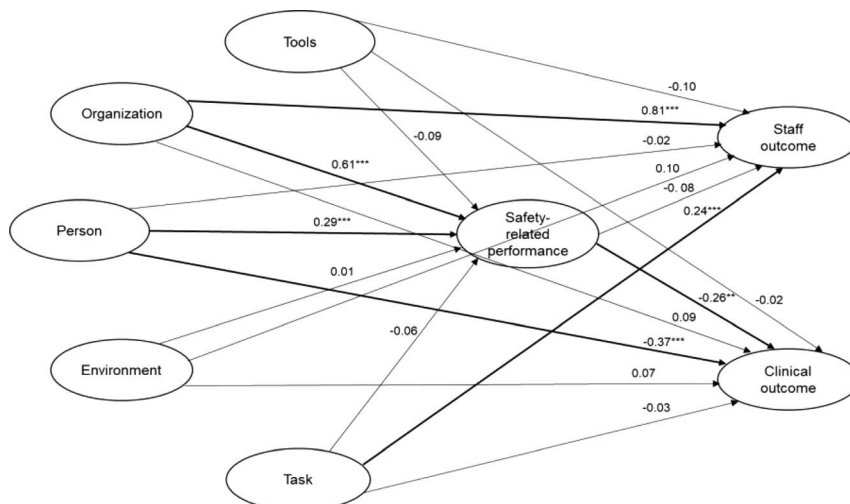 Tools
-0.10
Organization
0.81***
Staff
outcome
-0.09
-0.02
0.10
0.61***
-0. 08
0.24***
Person
0.29***
Safety-
related
performance
0.01
-0.26**
-0.02
0.09
-0.06
-0.37***
Environment
0.07
Clinical
outcome
-0.03
Task